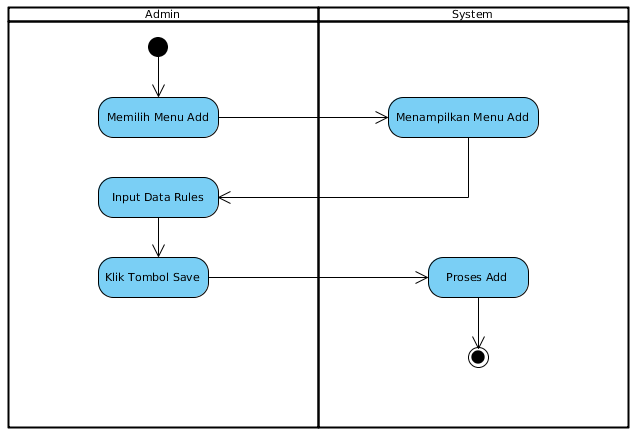 Admin
System
Memilih Menu Add
Menampilkan Menu Add
Input Data Rules
Klik Tombol Save
Proses Add